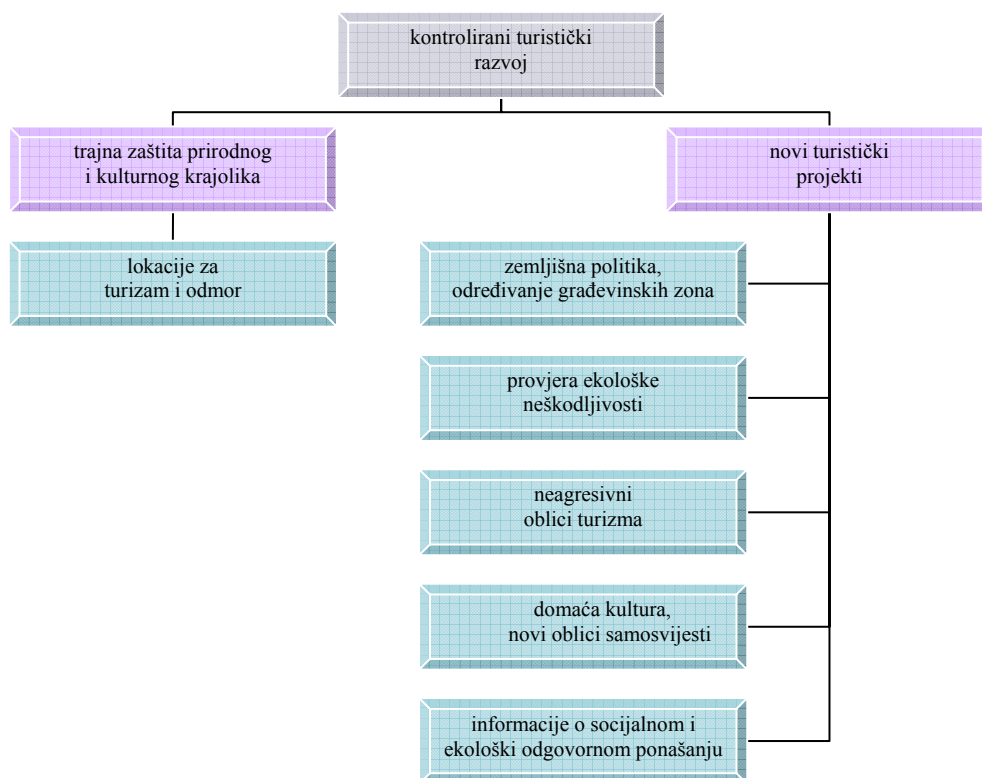 kontrolirani turistički
razvoj
trajna zaštita prirodnog
i kulturnog krajolika
novi turistički
projekti
lokacije za
turizam i odmor
zemljišna politika,
određivanje građevinskih zona
provjera ekološke
neškodljivosti
neagresivni
oblici turizma
domaća kultura,
novi oblici samosvijesti
informacije o socijalnom i
ekološki odgovornom ponašanju